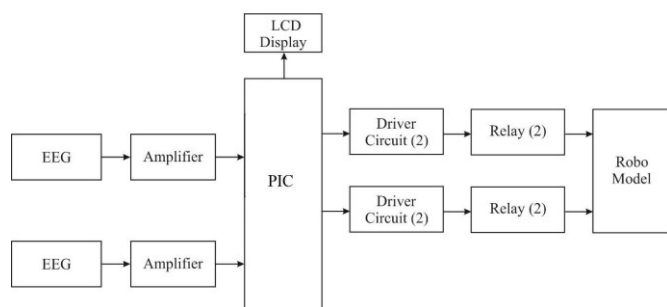 LCD
Display
Driver
Circuit (2)
Relay (2)
Robo
Model
EEG
Amplifier
PIC
Driver
Circuit (2)
Relay (2)
EEG
Amplifier